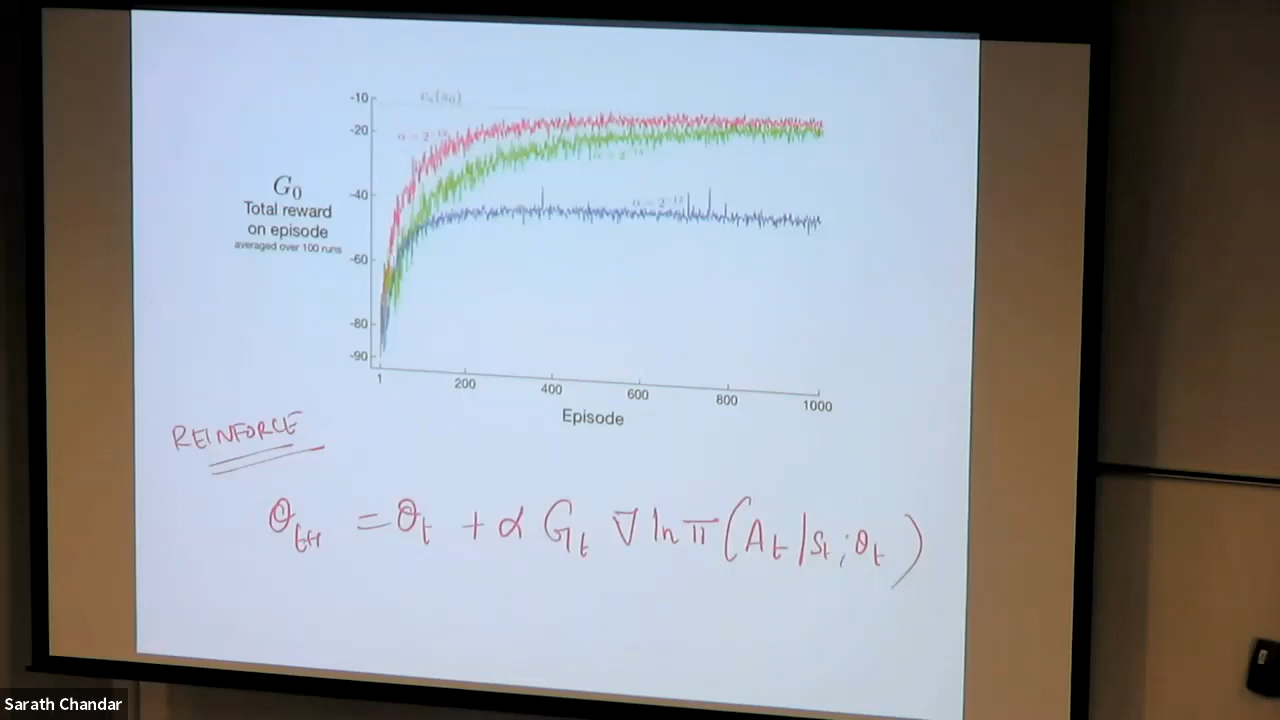 -10
v*(s0)
-20
-40
-60
-80
-90
G0
Total reward
on episode
averaged over 100 runs
1 200 400 600 800 1000
Episode
REINFORCE
θt+1 = θt + α Gt ∇ ln π(At|St;θt)
Sarath Chandar